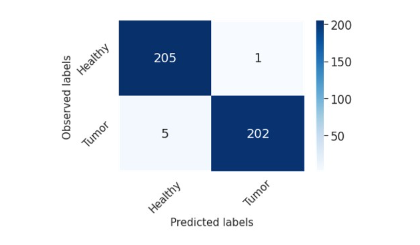 Observed labels
Healthy
Tumor
205
1
5
202
Healthy
Tumor
Predicted labels
200
150
100
50